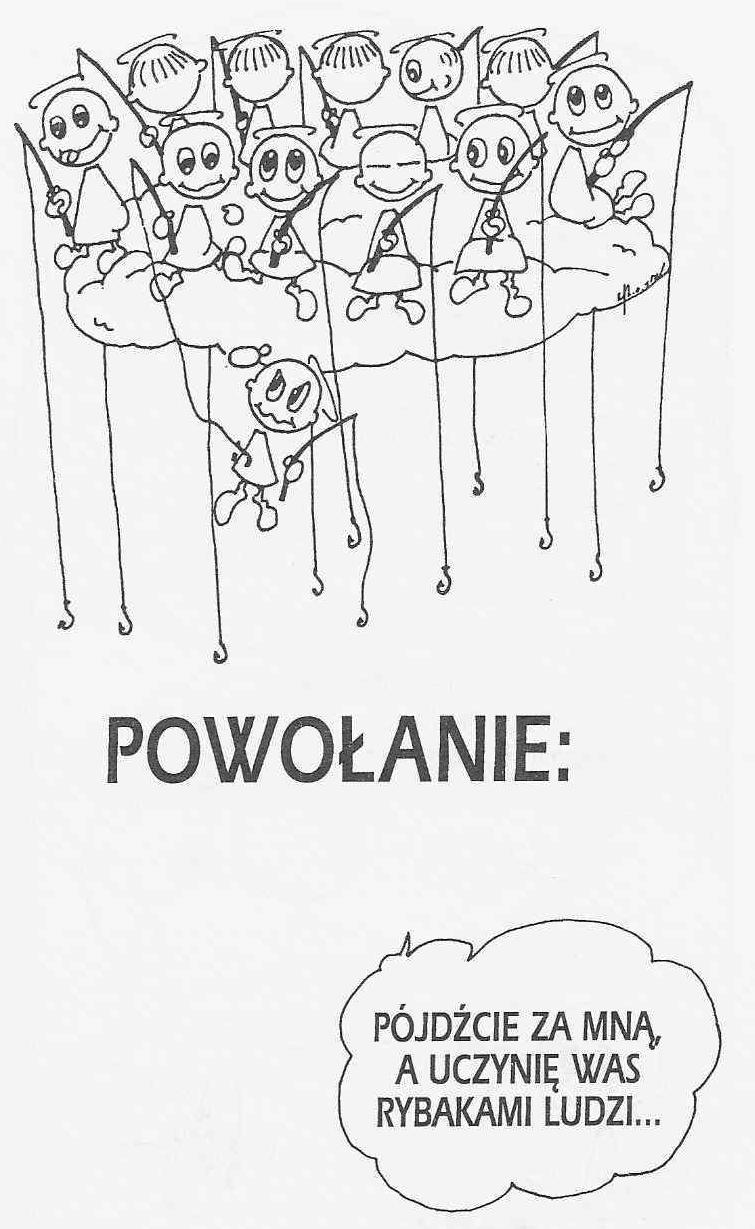 POWOŁANIE:
PÓJDŹCIE ZA MNĄ,
A UCZYNIĘ WAS
RYBAKAMI LUDZI...